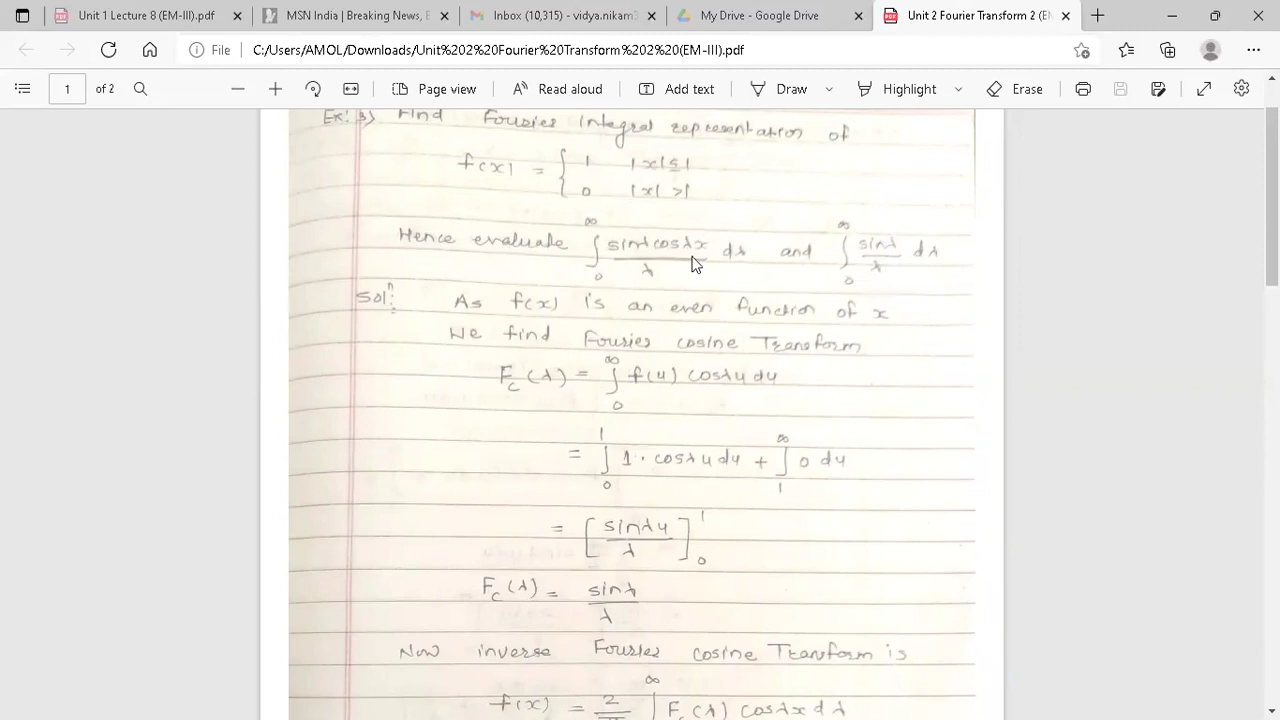 Unit 1 Lecture 8 (EM-III).pdf
MSN India | Breaking News, E
Inbox (10,315) - vidya.nikam3
My Drive - Google Drive
Unit 2 Fourier Transform 2 (EM
File C:/Users/AMOL/Downloads/Unit%202%20Fourier%20Transform%202%20(EM-III).pdf
1 of 2 Page view Read aloud Add text Draw Highlight Erase
Ex: 3) Find Fourier integral representation of
f(x) = { 1 |x| ≤ 1
0 |x| > 1
Hence evaluate ∫₀^∞ sinλcosλx / λ dλ and ∫₀^∞ sinλ / λ dλ
Solⁿ: As f(x) is an even function of x
We find Fourier cosine Transform
F_c(λ) = ∫₀^∞ f(u) cosλu du
= ∫₀^1 1·cosλu du + ∫₁^∞ 0 du
= [ sinλu / λ ]₀^1
F_c(λ) = sinλ / λ
Now inverse Fourier cosine Transform is
f(x) = 2/π ∫^∞ F_c(λ) cosλx dλ